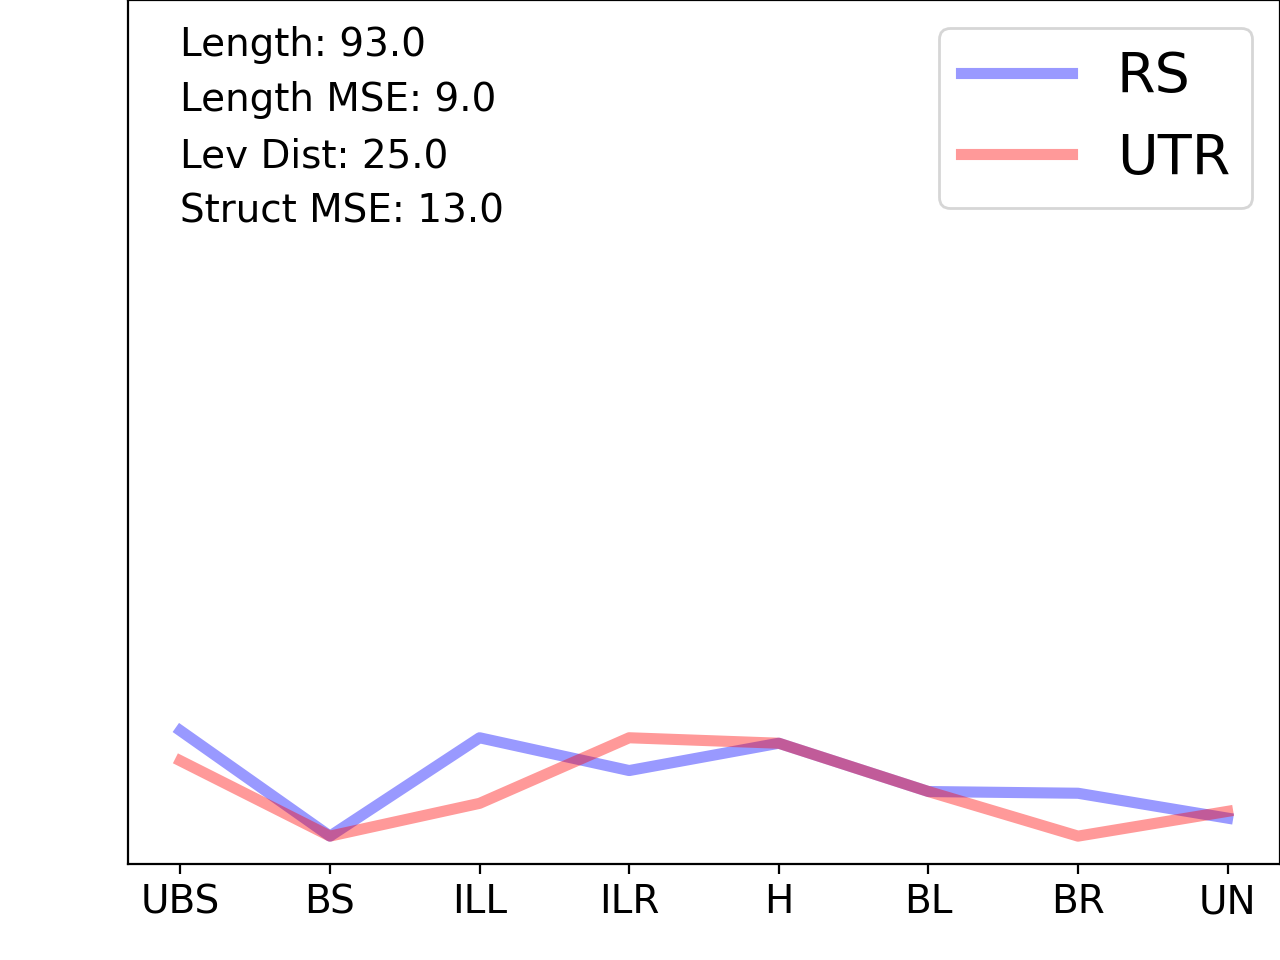 Length: 93.0
Length MSE: 9.0
Lev Dist: 25.0
Struct MSE: 13.0
RS
UTR
UBS BS ILL ILR H BL BR UN